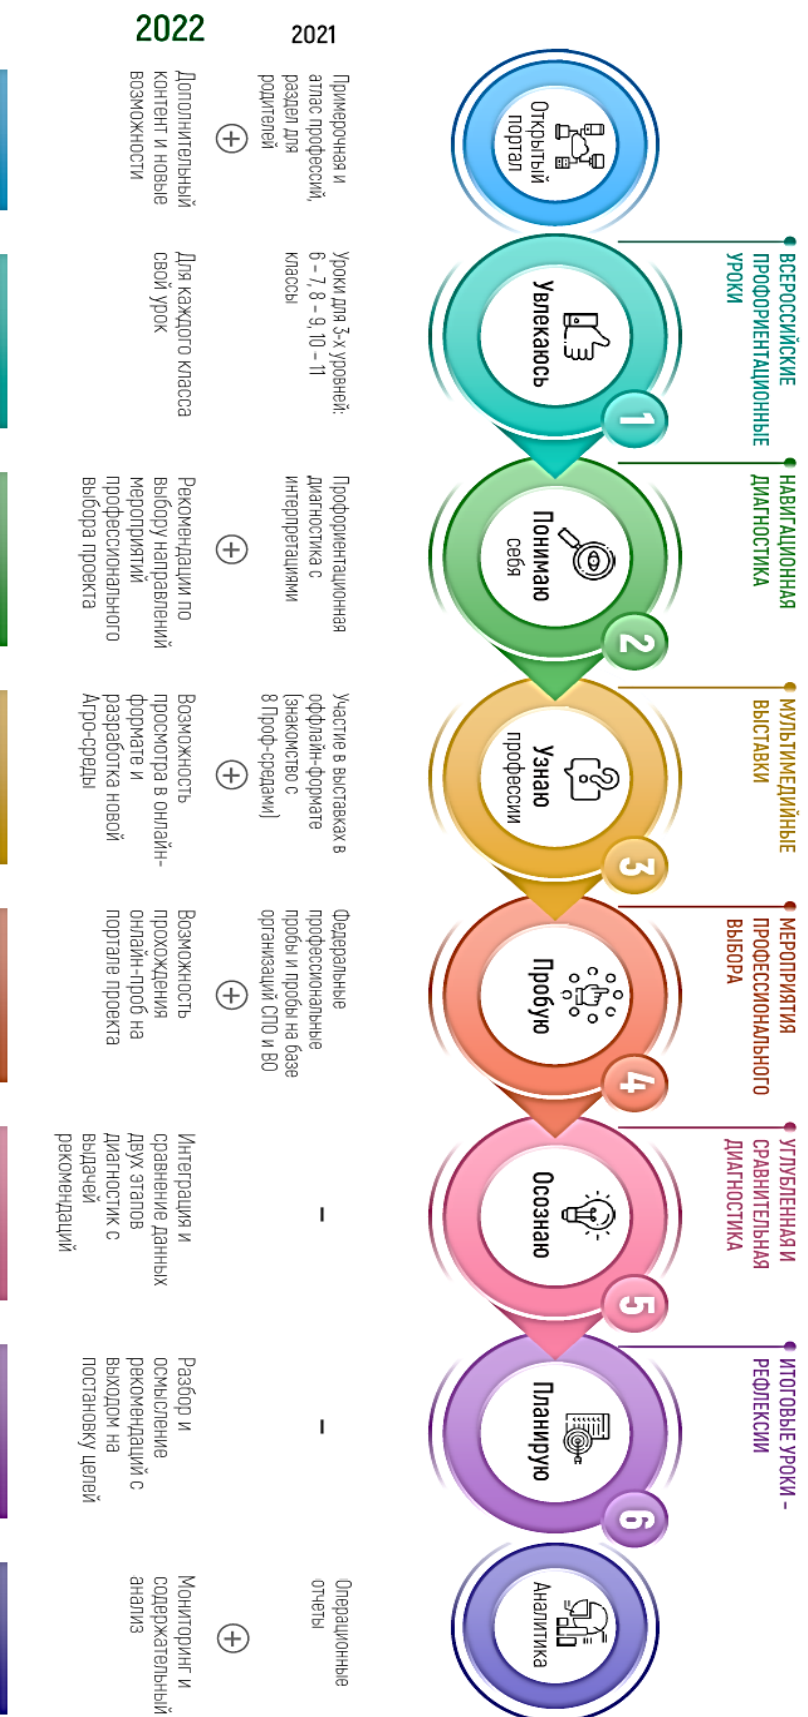 ВСЕРОССИЙСКИЕ
ПРОФОРИЕНТАЦИОННЫЕ
УРОКИ
НАВИГАЦИОННАЯ
ДИАГНОСТИКА
МУЛЬТИМЕДИЙНЫЕ
ВЫСТАВКИ
МЕРОПРИЯТИЯ
ПРОФЕССИОНАЛЬНОГО
ВЫБОРА
УГЛУБЛЕННАЯ И
СРАВНИТЕЛЬНАЯ
ДИАГНОСТИКА
ИТОГОВЫЕ УРОКИ –
РЕФЛЕКСИИ
Открытый
портал
Увлекаюсь
1
Понимаю
себя
2
Узнаю
профессии
3
Пробую
4
Осознаю
5
Планирую
6
Аналитика
2021
Примерочная и
атлас профессий,
раздел для
родителей
Уроки для 3-х уровней:
6 – 7, 8 – 9, 10 – 11
классы
Профориентационная
диагностика с
интерпретациями
Участие в выставках в
оффлайн-формате
(знакомство с
8 Проф-средами)
Федеральные
профессиональные
пробы и пробы на базе
организаций СПО и ВО
–
–
Операционные
отчеты
+
+
+
+
+
2022
Дополнительный
контент и новые
возможности
Для каждого класса
свой урок
Рекомендации по
выбору направлений
мероприятий
профессионального
выбора проекта
Возможность
просмотра в онлайн-
формате и
разработка новой
Агро-среды
Возможность
прохождения
онлайн-проб на
портале проекта
Интеграция и
сравнение данных
двух этапов
диагностик с
выдачей
рекомендаций
Разбор и
осмысление
рекомендаций с
выходом на
постановку целей
Мониторинг и
содержательный
анализ